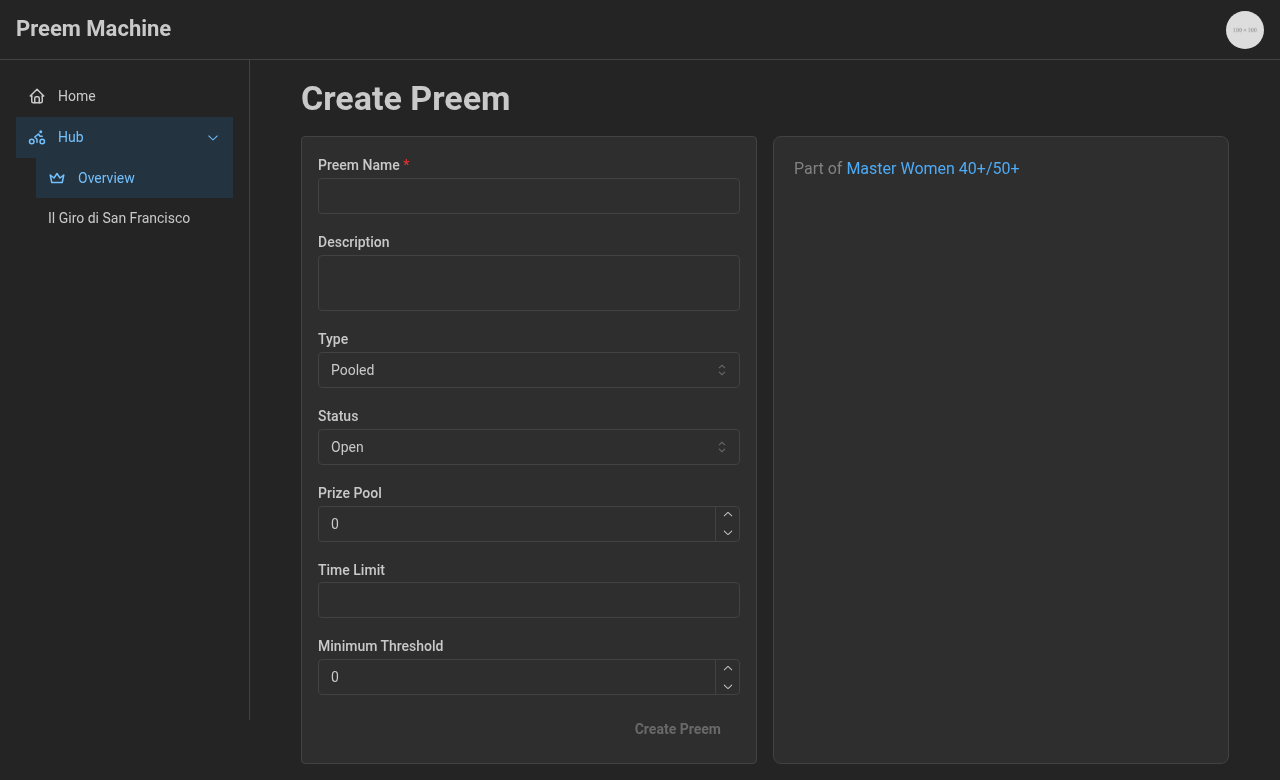 Preem Machine
100 × 100
Home
Hub
Overview
Il Giro di San Francisco
Create Preem
Preem Name *
Description
Type
Pooled
Status
Open
Prize Pool
0
Time Limit
Minimum Threshold
0
Create Preem
Part of Master Women 40+/50+